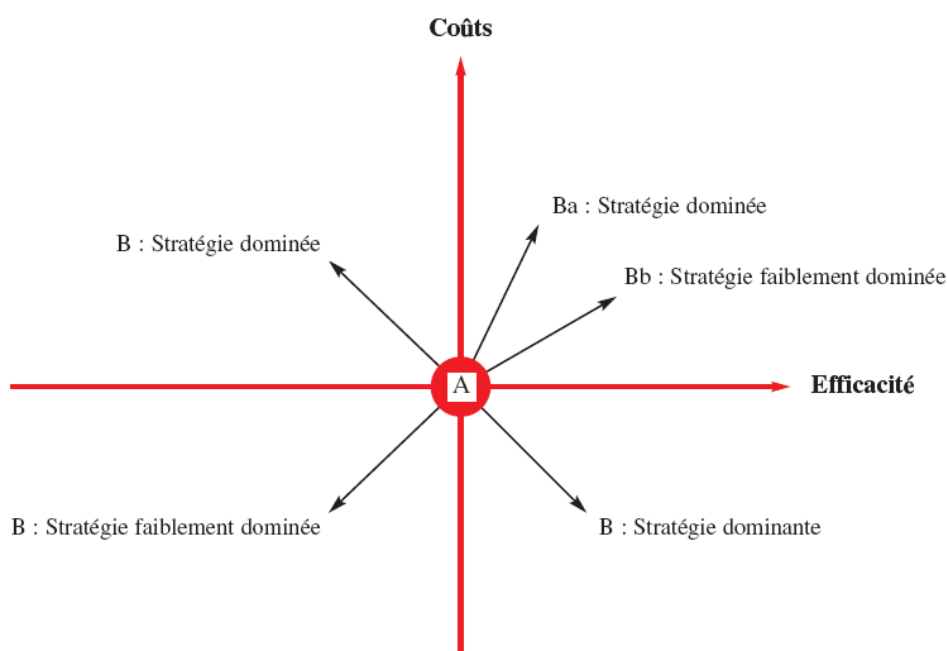 Coûts
Ba : Stratégie dominée
B : Stratégie dominée
Bb : Stratégie faiblement dominée
A
Efficacité
B : Stratégie faiblement dominée
B : Stratégie dominante